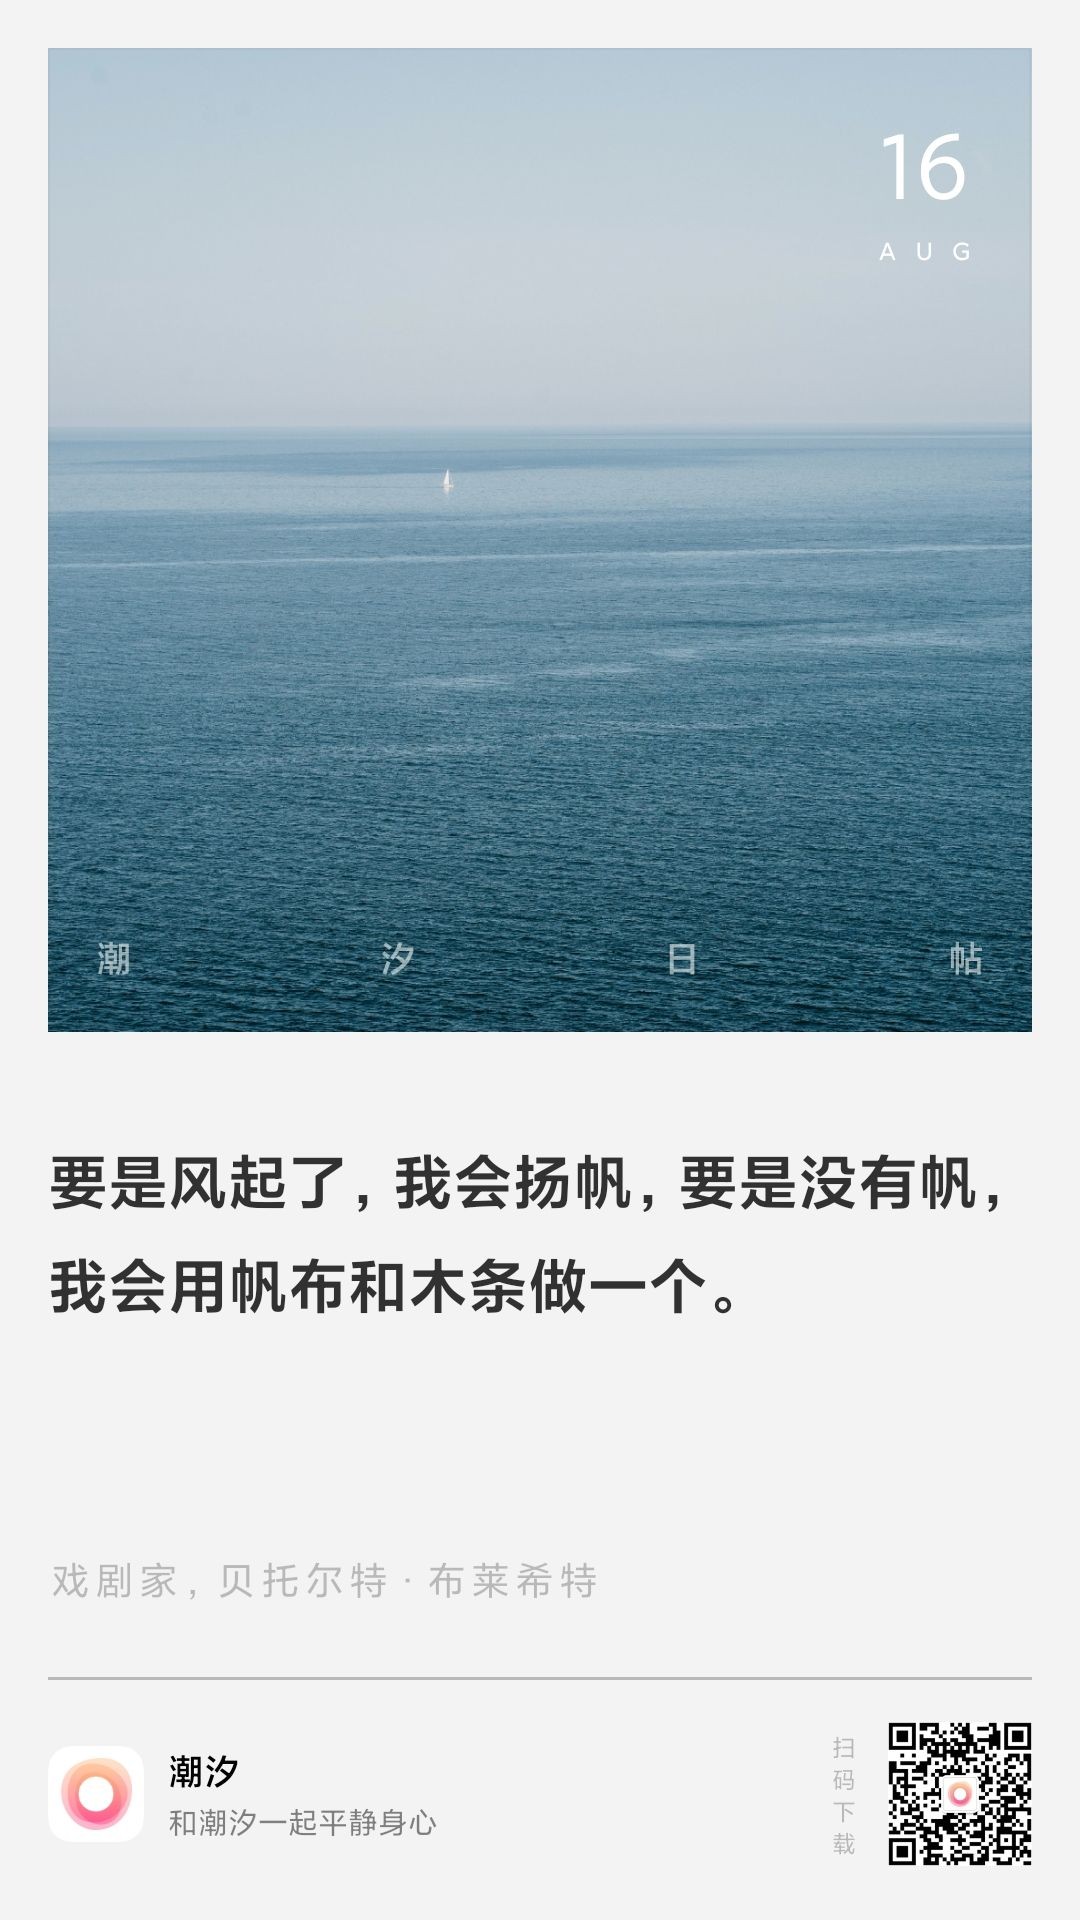 16
AUG
潮汐日帖
要是风起了，我会扬帆，要是没有帆，
我会用帆布和木条做一个。
戏剧家，贝托尔特·布莱希特
潮汐
和潮汐一起平静身心
扫码下载